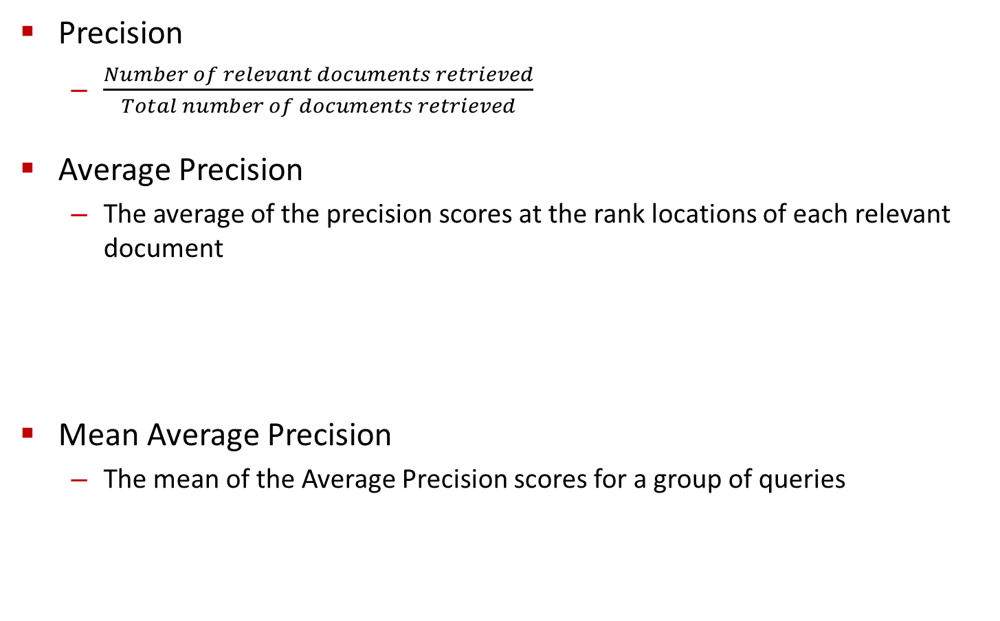 ▪ Precision
– Number of relevant documents retrieved
Total number of documents retrieved
▪ Average Precision
– The average of the precision scores at the rank locations of each relevant
document
▪ Mean Average Precision
– The mean of the Average Precision scores for a group of queries